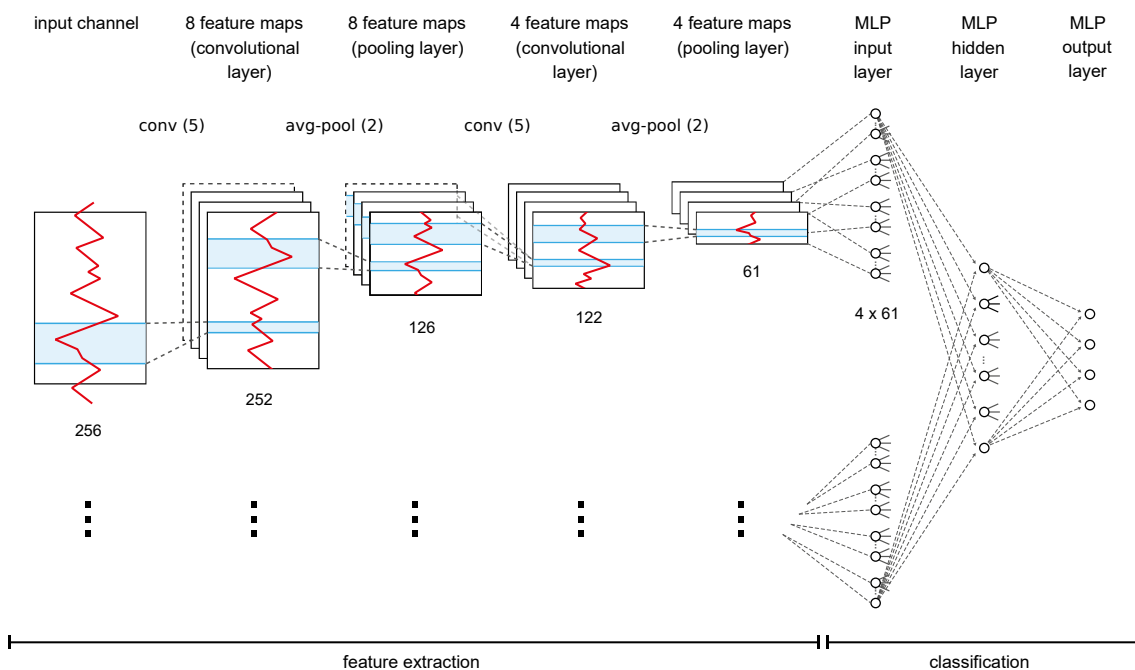 input channel
8 feature maps
(convolutional
layer)
8 feature maps
(pooling layer)
4 feature maps
(convolutional
layer)
4 feature maps
(pooling layer)
MLP
input
layer
MLP
hidden
layer
MLP
output
layer
conv (5)
avg-pool (2)
conv (5)
avg-pool (2)
256
252
126
122
61
4 x 61
feature extraction
classification